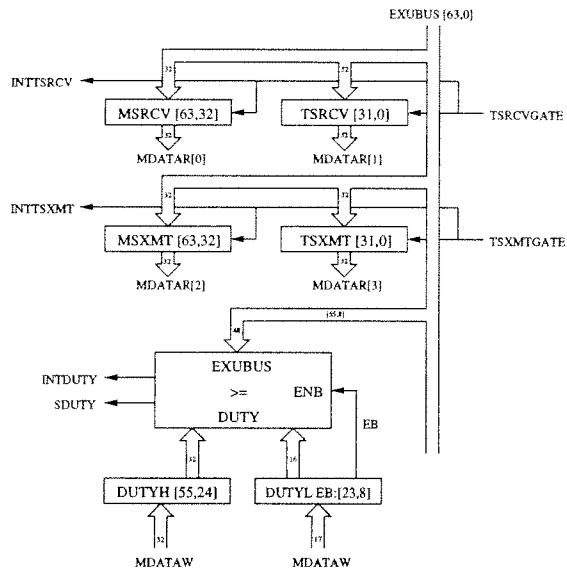 EXUBUS [63,0]
32
32
INTTSRCV
MSRCV [63,32]
TSRCV [31,0]
TSRCVGATE
32
32
MDATAR[0]
MDATAR[1]
32
32
INTTSXMT
MSXMT [63,32]
TSXMT [31,0]
TSXMTGATE
32
32
MDATAR[2]
MDATAR[3]
[55,8]
48
EXUBUS
INTDUTY
>=
ENB
SDUTY
DUTY
EB
32
16
DUTYH [55,24]
DUTYL EB:[23,8]
32
17
MDATAW
MDATAW